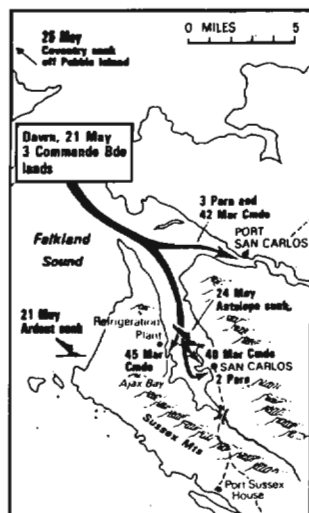 25 May
Coventry sunk
off Pebble Island
0 MILES 5
Dawn, 21 May
3 Commando Bde
lands
3 Para and
42 Mar Cmdo
PORT
SAN CARLOS
Falkland
Sound
24 May
Antelope sunk
21 May
Ardent sunk
Refrigeration
Plant
45 Mar
Cmdo
Ajax Bay
40 Mar Cmdo
SAN CARLOS
2 Para
Sussex Mts
Port Sussex
House